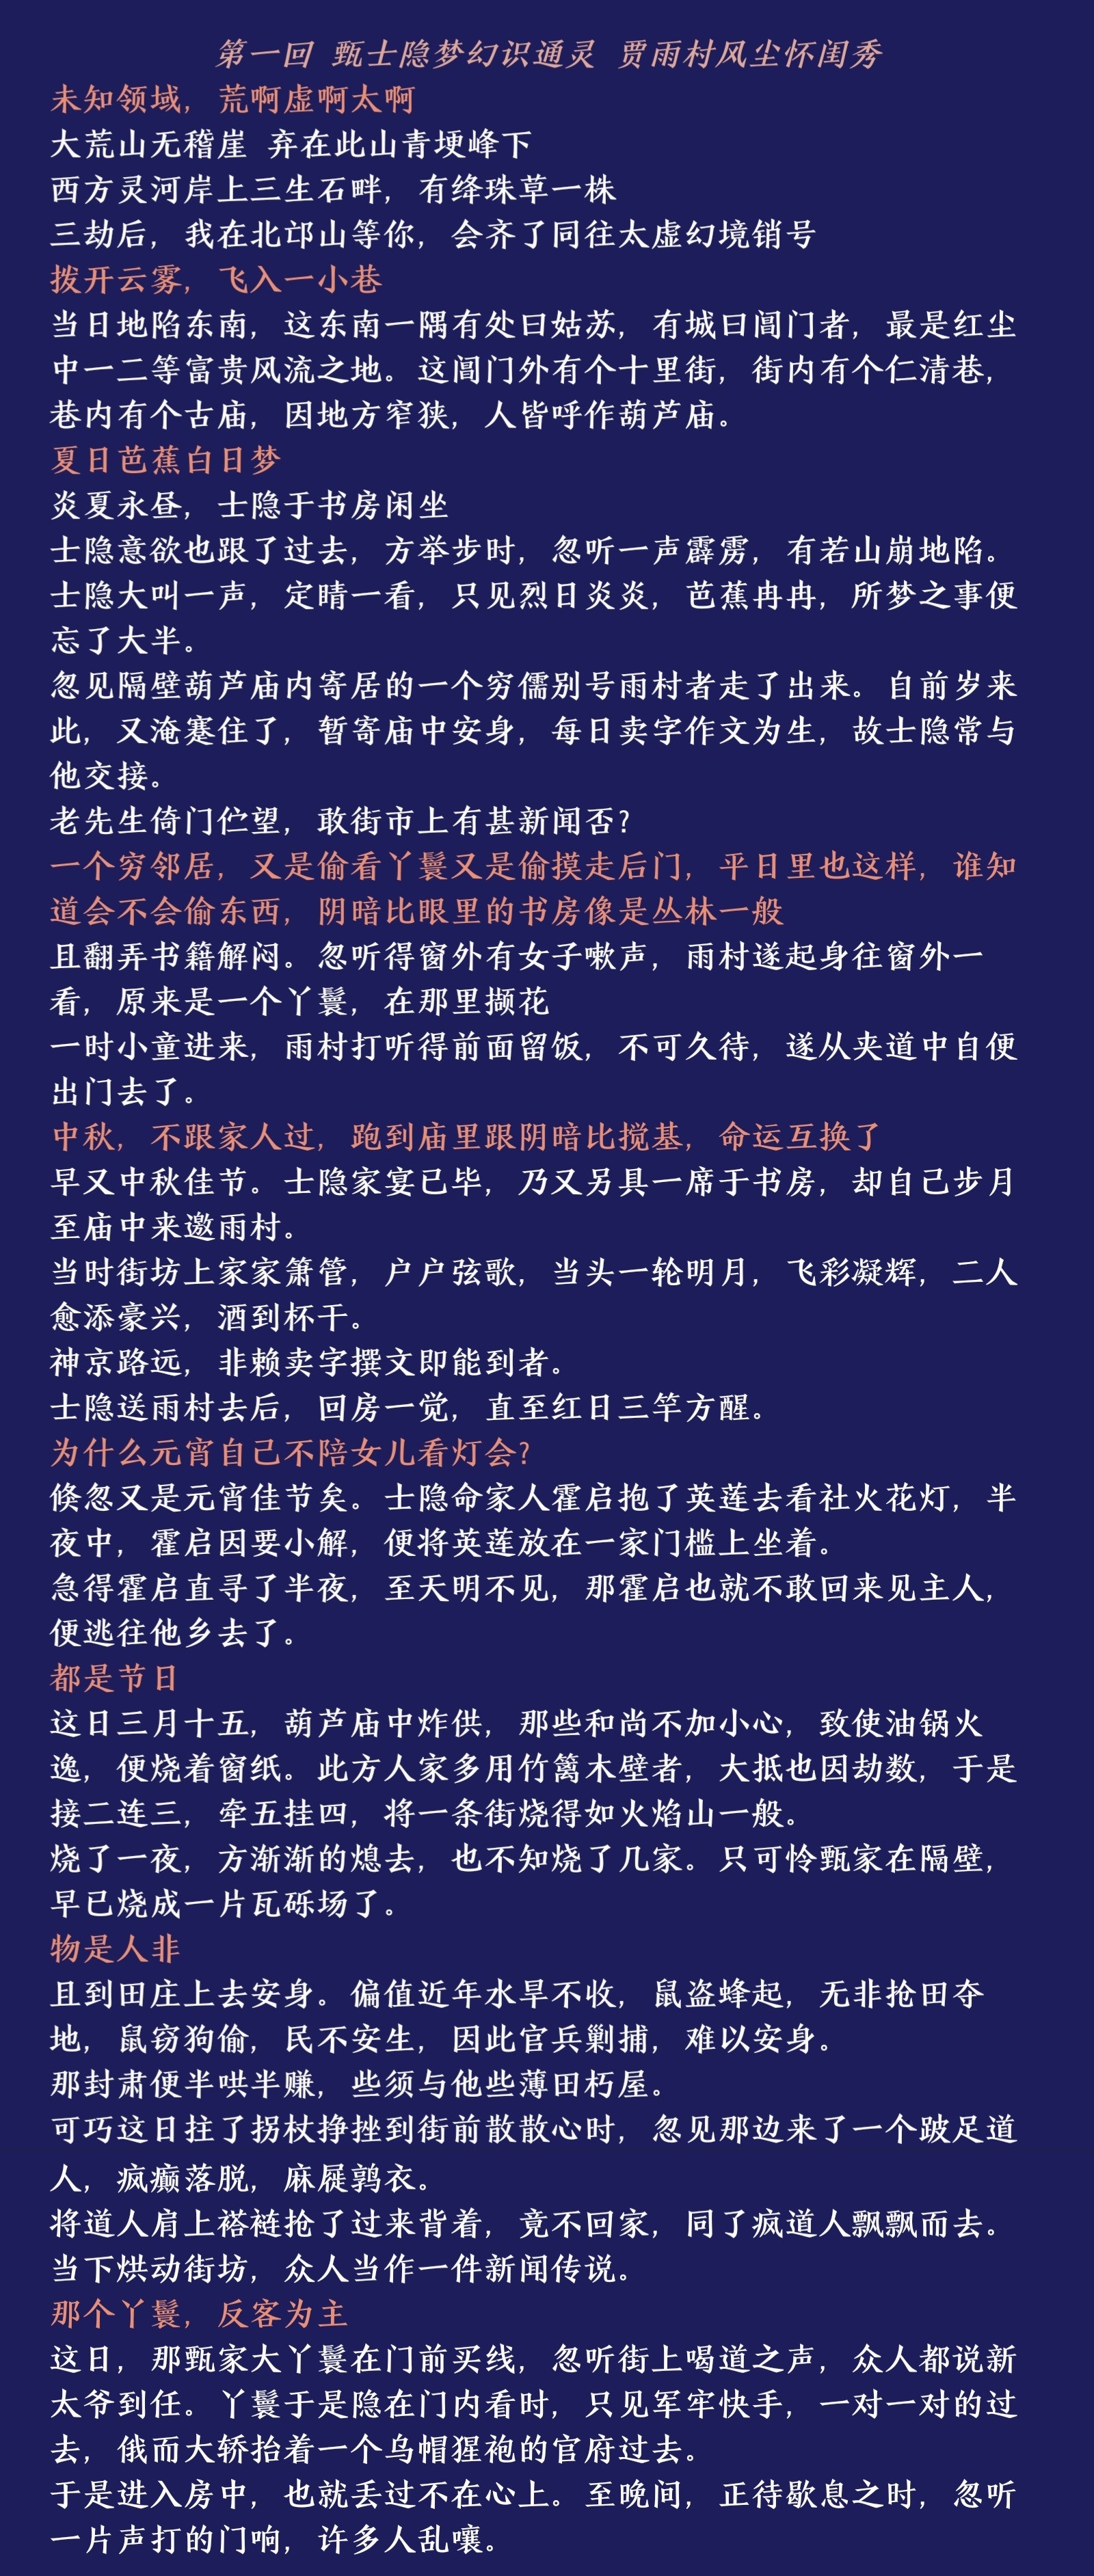 第一回 甄士隐梦幻识通灵 贾雨村风尘怀闺秀
未知领域，荒啊虚啊太啊
大荒山无稽崖 弃在此山青埂峰下
西方灵河岸上三生石畔，有绛珠草一株
三劫后，我在北邙山等你，会齐了同往太虚幻境销号
拨开云雾，飞入一小巷
当日地陷东南，这东南一隅有处曰姑苏，有城曰阊门者，最是红尘
中一二等富贵风流之地。这阊门外有个十里街，街内有个仁清巷，
巷内有个古庙，因地方窄狭，人皆呼作葫芦庙。
夏日芭蕉白日梦
炎夏永昼，士隐于书房闲坐
士隐意欲也跟了过去，方举步时，忽听一声霹雳，有若山崩地陷。
士隐大叫一声，定睛一看，只见烈日炎炎，芭蕉冉冉，所梦之事便
忘了大半。
忽见隔壁葫芦庙内寄居的一个穷儒别号雨村者走了出来。自前岁来
此，又淹蹇住了，暂寄庙中安身，每日卖字作文为生，故士隐常与
他交接。
老先生倚门伫望，敢街市上有甚新闻否？
一个穷邻居，又是偷看丫鬟又是偷摸走后门，平日里也这样，谁知
道会不会偷东西，阴暗比眼里的书房像是丛林一般
且翻弄书籍解闷。忽听得窗外有女子嗽声，雨村遂起身往窗外一
看，原来是一个丫鬟，在那里撷花
一时小童进来，雨村打听得前面留饭，不可久待，遂从夹道中自便
出门去了。
中秋，不跟家人过，跑到庙里跟阴暗比搅基，命运互换了
早又中秋佳节。士隐家宴已毕，乃又另具一席于书房，却自己步月
至庙中来邀雨村。
当时街坊上家家箫管，户户弦歌，当头一轮明月，飞彩凝辉，二人
愈添豪兴，酒到杯干。
神京路远，非赖卖字撰文即能到者。
士隐送雨村去后，回房一觉，直至红日三竿方醒。
为什么元宵自己不陪女儿看灯会？
倏忽又是元宵佳节矣。士隐命家人霍启抱了英莲去看社火花灯，半
夜中，霍启因要小解，便将英莲放在一家门槛上坐着。
急得霍启直寻了半夜，至天明不见，那霍启也就不敢回来见主人，
便逃往他乡去了。
都是节日
这日三月十五，葫芦庙中炸供，那些和尚不加小心，致使油锅火
逸，便烧着窗纸。此方人家多用竹篱木壁者，大抵也因劫数，于是
接二连三，牵五挂四，将一条街烧得如火焰山一般。
烧了一夜，方渐渐的熄去，也不知烧了几家。只可怜甄家在隔壁，
早已烧成一片瓦砾场了。
物是人非
且到田庄上去安身。偏值近年水旱不收，鼠盗蜂起，无非抢田夺
地，鼠窃狗偷，民不安生，因此官兵剿捕，难以安身。
那封肃便半哄半赚，些须与他些薄田朽屋。
可巧这日拄了拐杖挣挫到街前散散心时，忽见那边来了一个跛足道
人，疯癫落脱，麻屣鹑衣。
将道人肩上褡裢抢了过来背着，竟不回家，同了疯道人飘飘而去。
当下烘动街坊，众人当作一件新闻传说。
那个丫鬟，反客为主
这日，那甄家大丫鬟在门前买线，忽听街上喝道之声，众人都说新
太爷到任。丫鬟于是隐在门内看时，只见军牢快手，一对一对的过
去，俄而大轿抬着一个乌帽猩袍的官府过去。
于是进入房中，也就丢过不在心上。至晚间，正待歇息之时，忽听
一片声打的门响，许多人乱嚷。